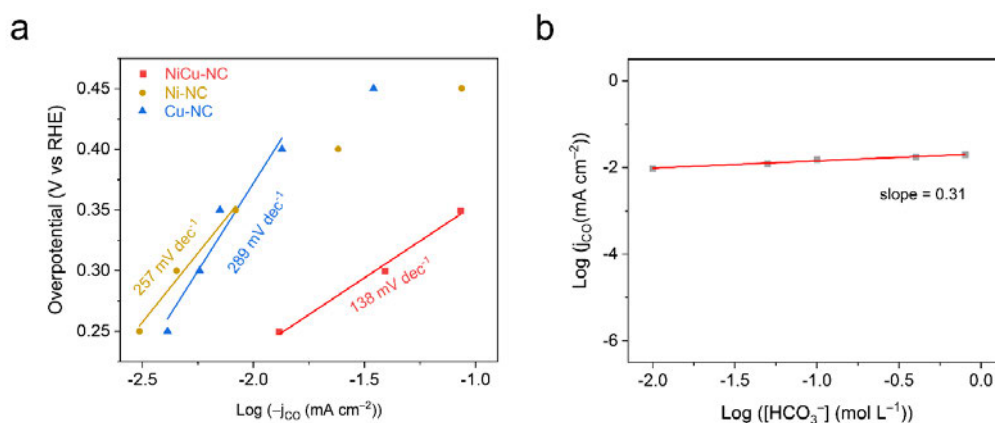 a
NiCu-NC
Ni-NC
Cu-NC
0.45
0.40
0.35
0.30
0.25
Overpotential (V vs RHE)
257 mV dec⁻¹
289 mV dec⁻¹
138 mV dec⁻¹
-2.5 -2.0 -1.5 -1.0
Log (−j_CO (mA cm⁻²))
b
0
-2
-4
-6
Log (j_CO(mA cm⁻²))
slope = 0.31
-2.0 -1.5 -1.0 -0.5 0.0
Log ([HCO₃⁻] (mol L⁻¹))